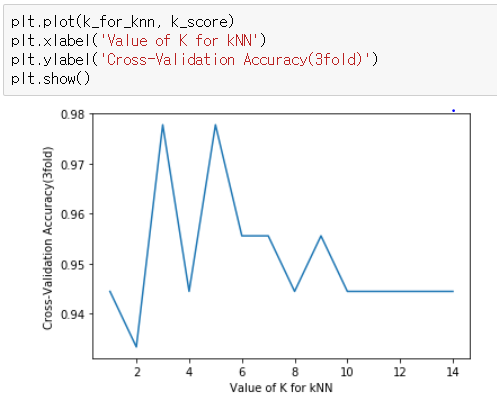 plt.plot(k_for_knn, k_score)
plt.xlabel('Value of K for kNN')
plt.ylabel('Cross-Validation Accuracy(3fold)')
plt.show()
0.98
0.97
0.96
0.95
0.94
Cross-Validation Accuracy(3fold)
2 4 6 8 10 12 14
Value of K for kNN